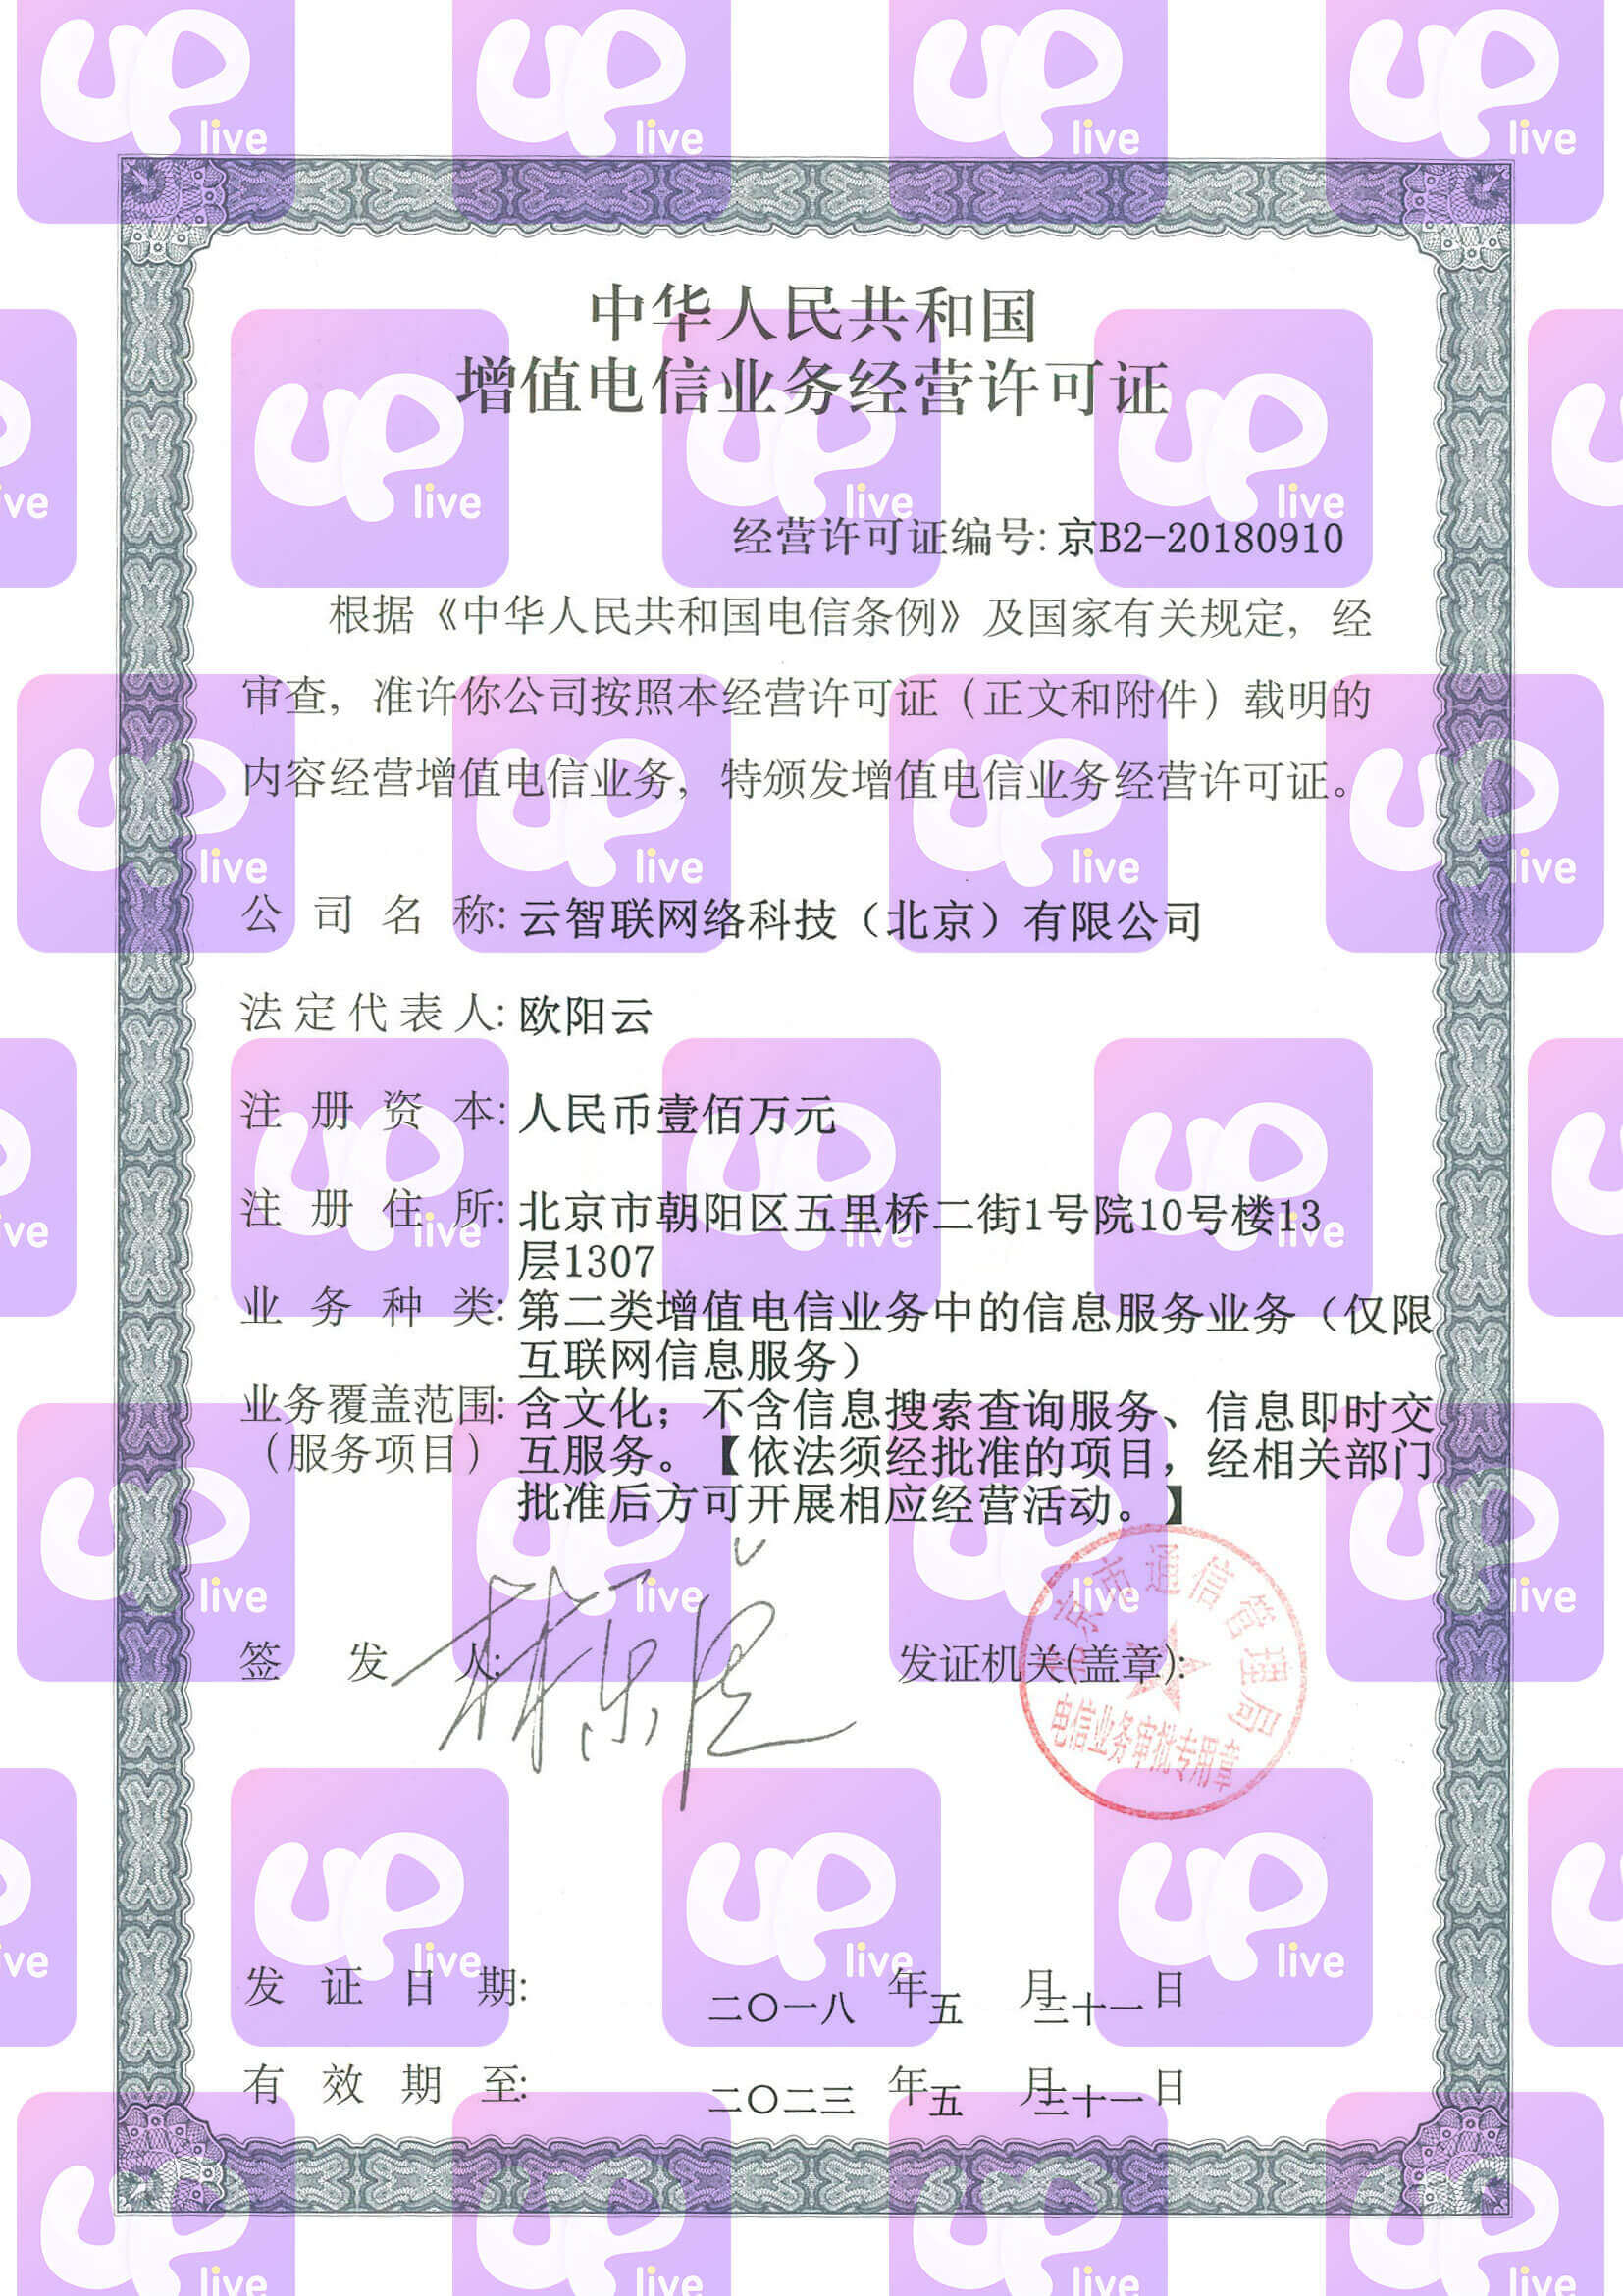 中华人民共和国
增值电信业务经营许可证
经营许可证编号: 京B2-20180910
根据《中华人民共和国电信条例》及国家有关规定，经
审查，准许你公司按照本经营许可证（正文和附件）载明的
内容经营增值电信业务，特颁发增值电信业务经营许可证。
公司名称: 云智联网络科技（北京）有限公司
法定代表人: 欧阳云
注册资本: 人民币壹佰万元
注册住所: 北京市朝阳区五里桥二街1号院10号楼13
层1307
业务种类: 第二类增值电信业务中的信息服务业务（仅限
互联网信息服务）
业务覆盖范围: 含文化；不含信息搜索查询服务、信息即时交
（服务项目） 互服务。【依法须经批准的项目，经相关部门
批准后方可开展相应经营活动。】
签发人:
发证机关(盖章):
北京市通信管理局
电信业务审批专用章
发证日期: 二〇一八年五月三十一日
有效期至: 二〇二三年五月三十一日
up live